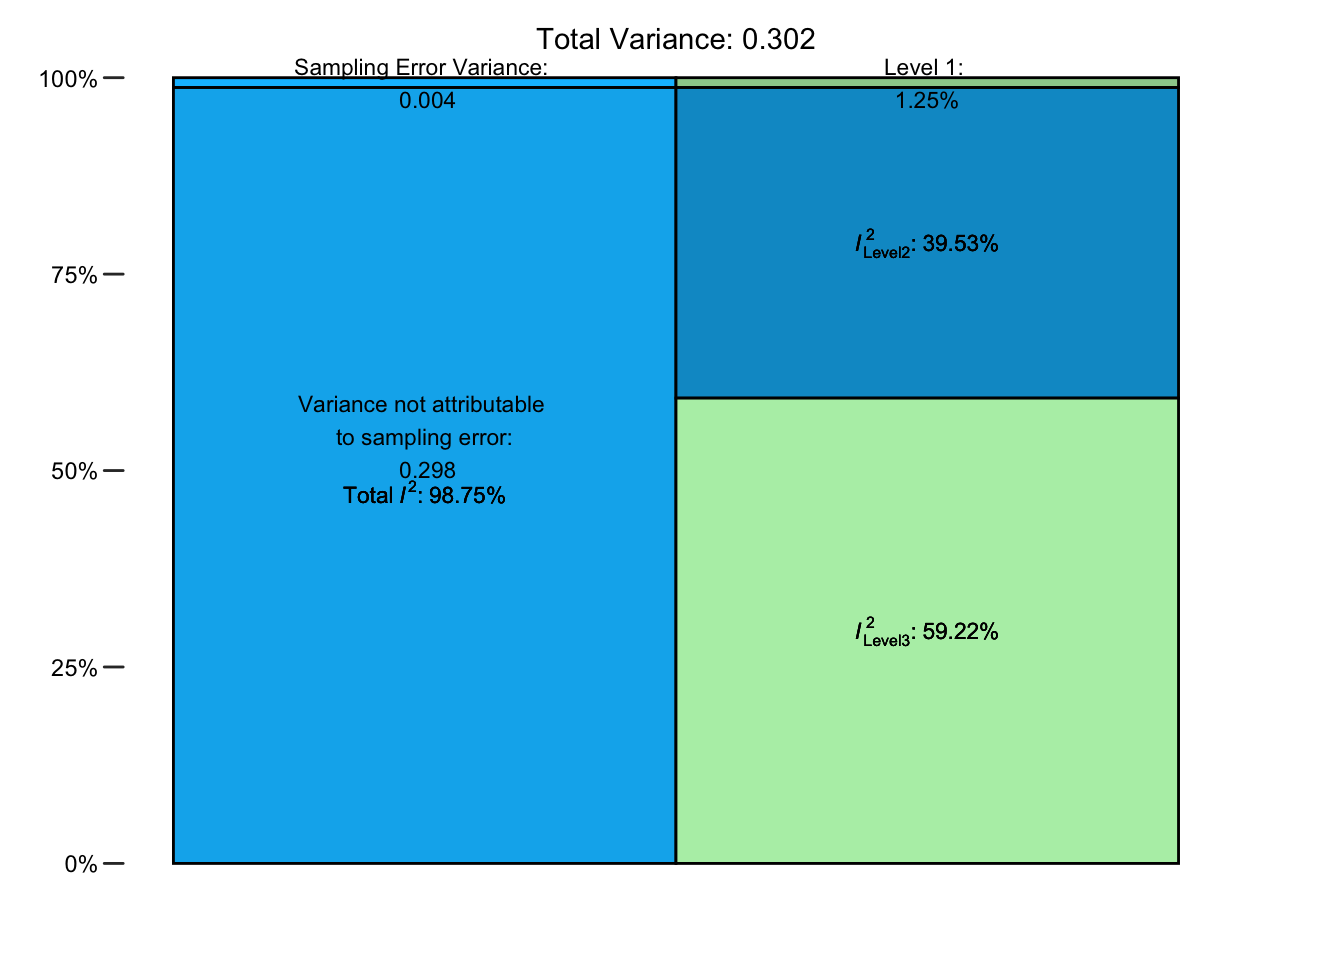 Total Variance: 0.302
Sampling Error Variance:
0.004
Level 1:
1.25%
100%
75%
50%
25%
0%
Variance not attributable
to sampling error:
0.298
Total I²: 98.75%
I²Level2: 39.53%
I²Level3: 59.22%